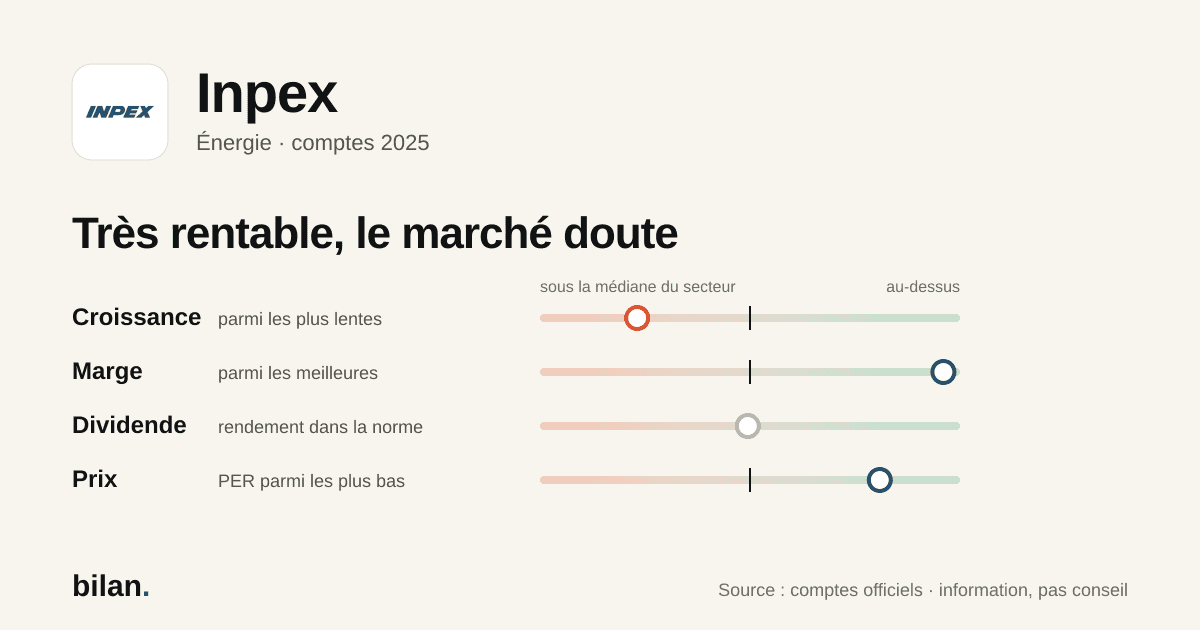 INPEX
Inpex
Énergie · comptes 2025
Très rentable, le marché doute
sous la médiane du secteur au-dessus
Croissance parmi les plus lentes
Marge parmi les meilleures
Dividende rendement dans la norme
Prix PER parmi les plus bas
bilan.
Source : comptes officiels · information, pas conseil